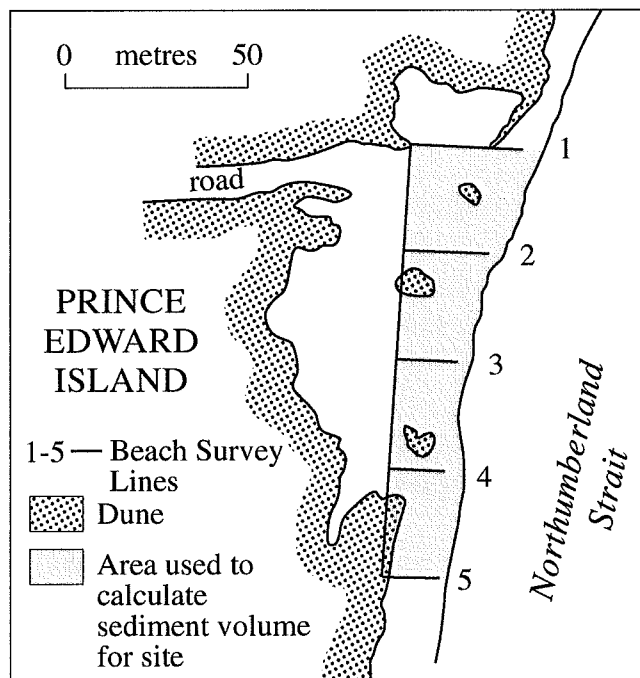 0 metres 50
1
road
2
PRINCE
EDWARD
ISLAND
3
1-5 — Beach Survey
Lines
4
Dune
Area used to
calculate
sediment volume
for site
5
Northumberland
Strait